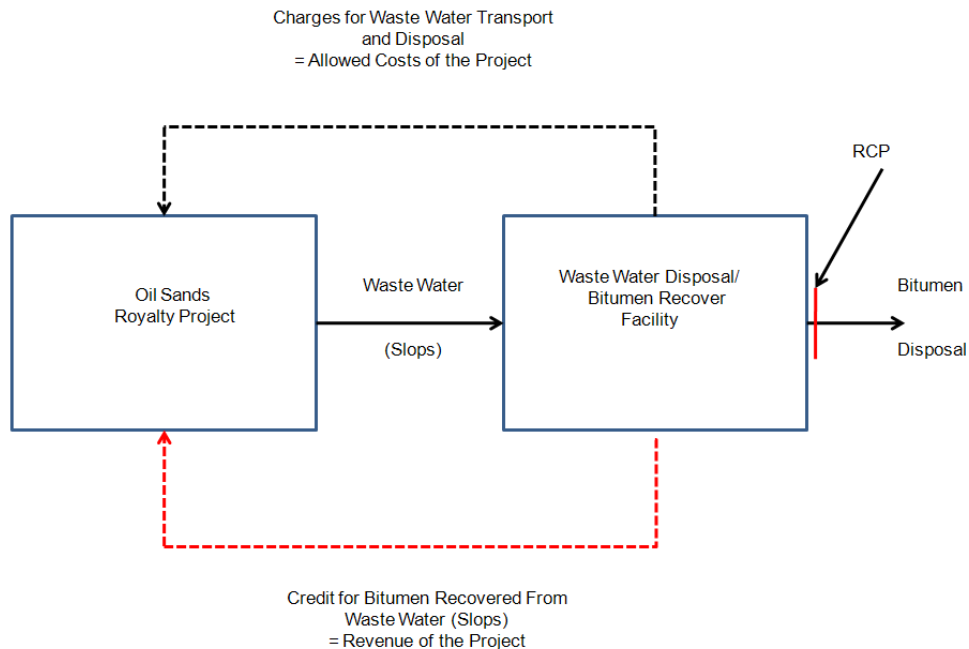 Charges for Waste Water Transport
and Disposal
= Allowed Costs of the Project
RCP
Oil Sands
Royalty Project
Waste Water
(Slops)
Waste Water Disposal/
Bitumen Recover
Facility
Bitumen
Disposal
Credit for Bitumen Recovered From
Waste Water (Slops)
= Revenue of the Project